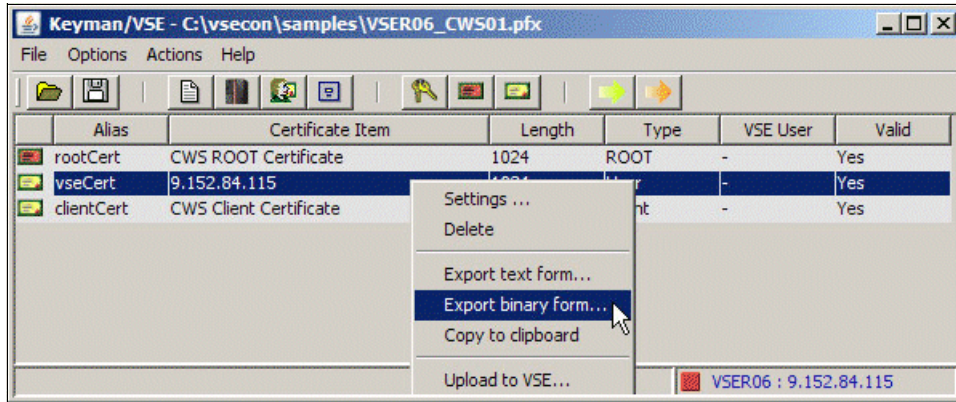 Keyman/VSE - C:\vsecon\samples\VSER06_CWS01.pfx
File Options Actions Help
Alias Certificate Item Length Type VSE User Valid
rootCert CWS ROOT Certificate 1024 ROOT - Yes
vseCert 9.152.84.115 - Yes
clientCert CWS Client Certificate - Yes
Settings ...
Delete
Export text form...
Export binary form...
Copy to clipboard
Upload to VSE...
VSER06 : 9.152.84.115